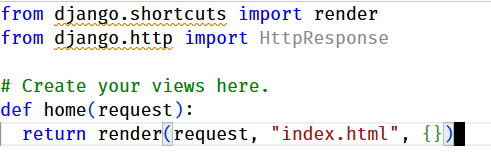 from django.shortcuts import render
from django.http import HttpResponse

# Create your views here.
def home(request):
  return render(request, "index.html", {})